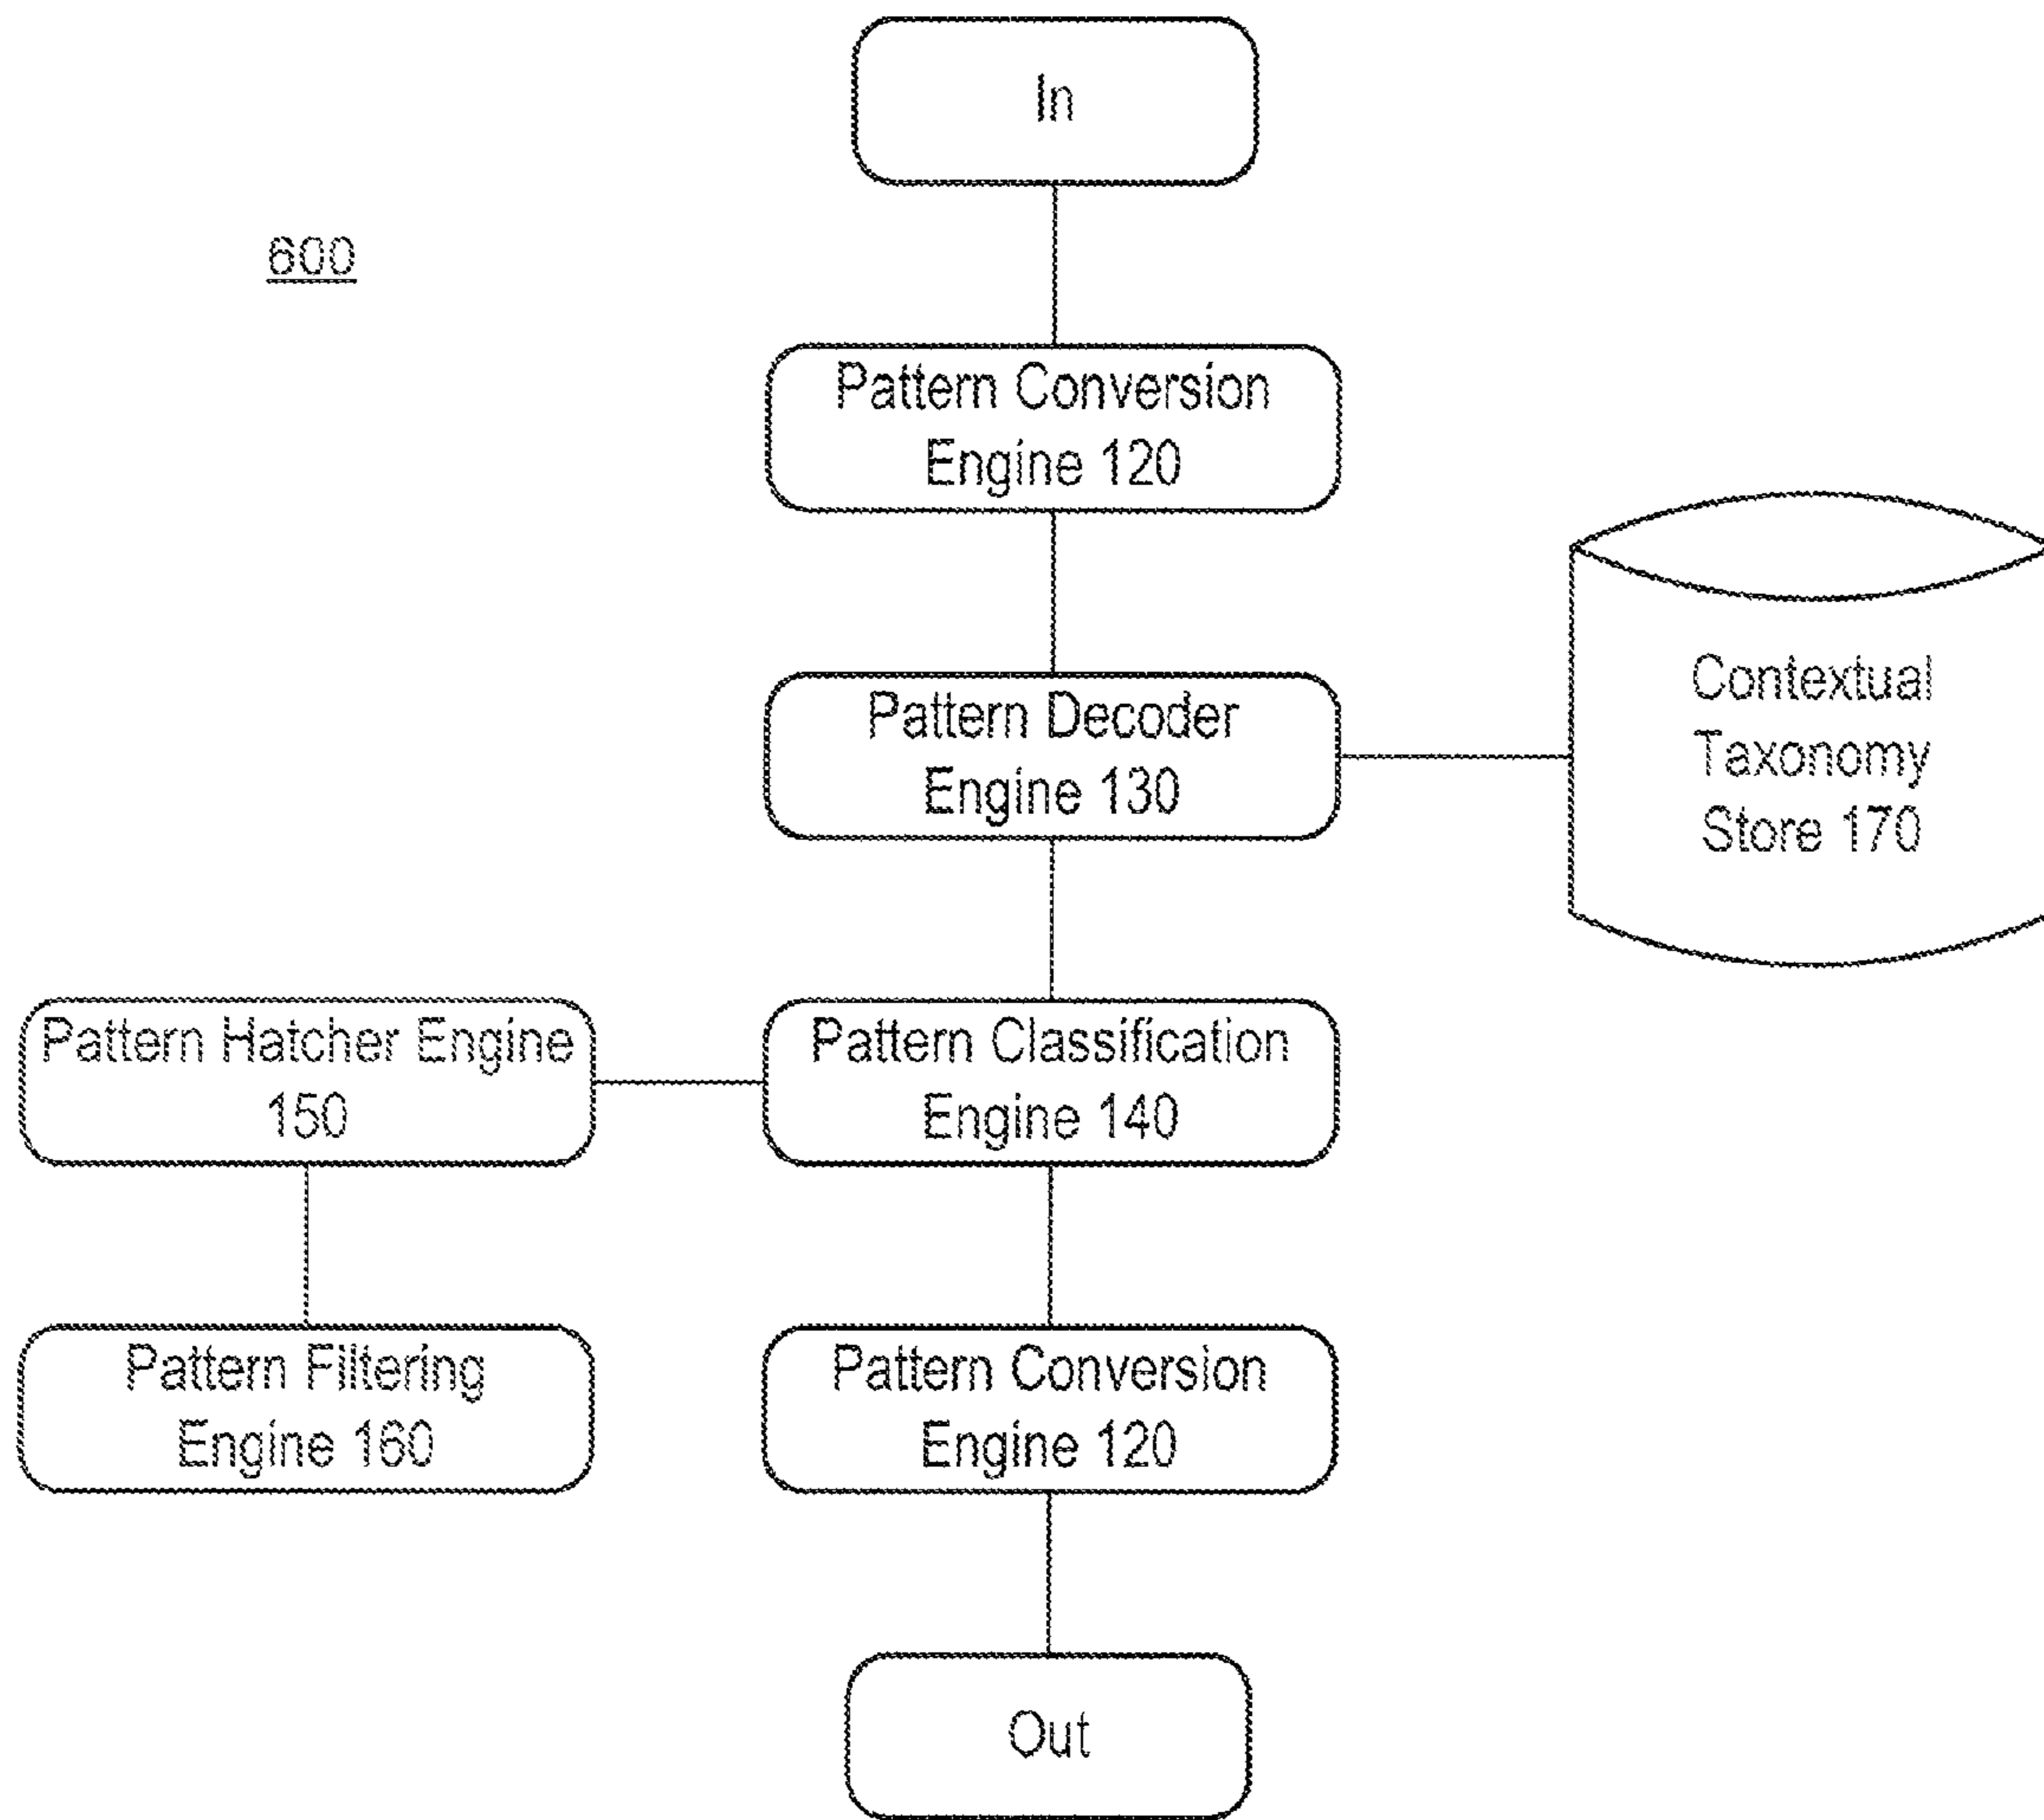 In
600
Pattern Conversion
Engine 120
Pattern Decoder
Engine 130
Contextual
Taxonomy
Store 170
Pattern Hatcher Engine
150
Pattern Classification
Engine 140
Pattern Filtering
Engine 160
Pattern Conversion
Engine 120
Out